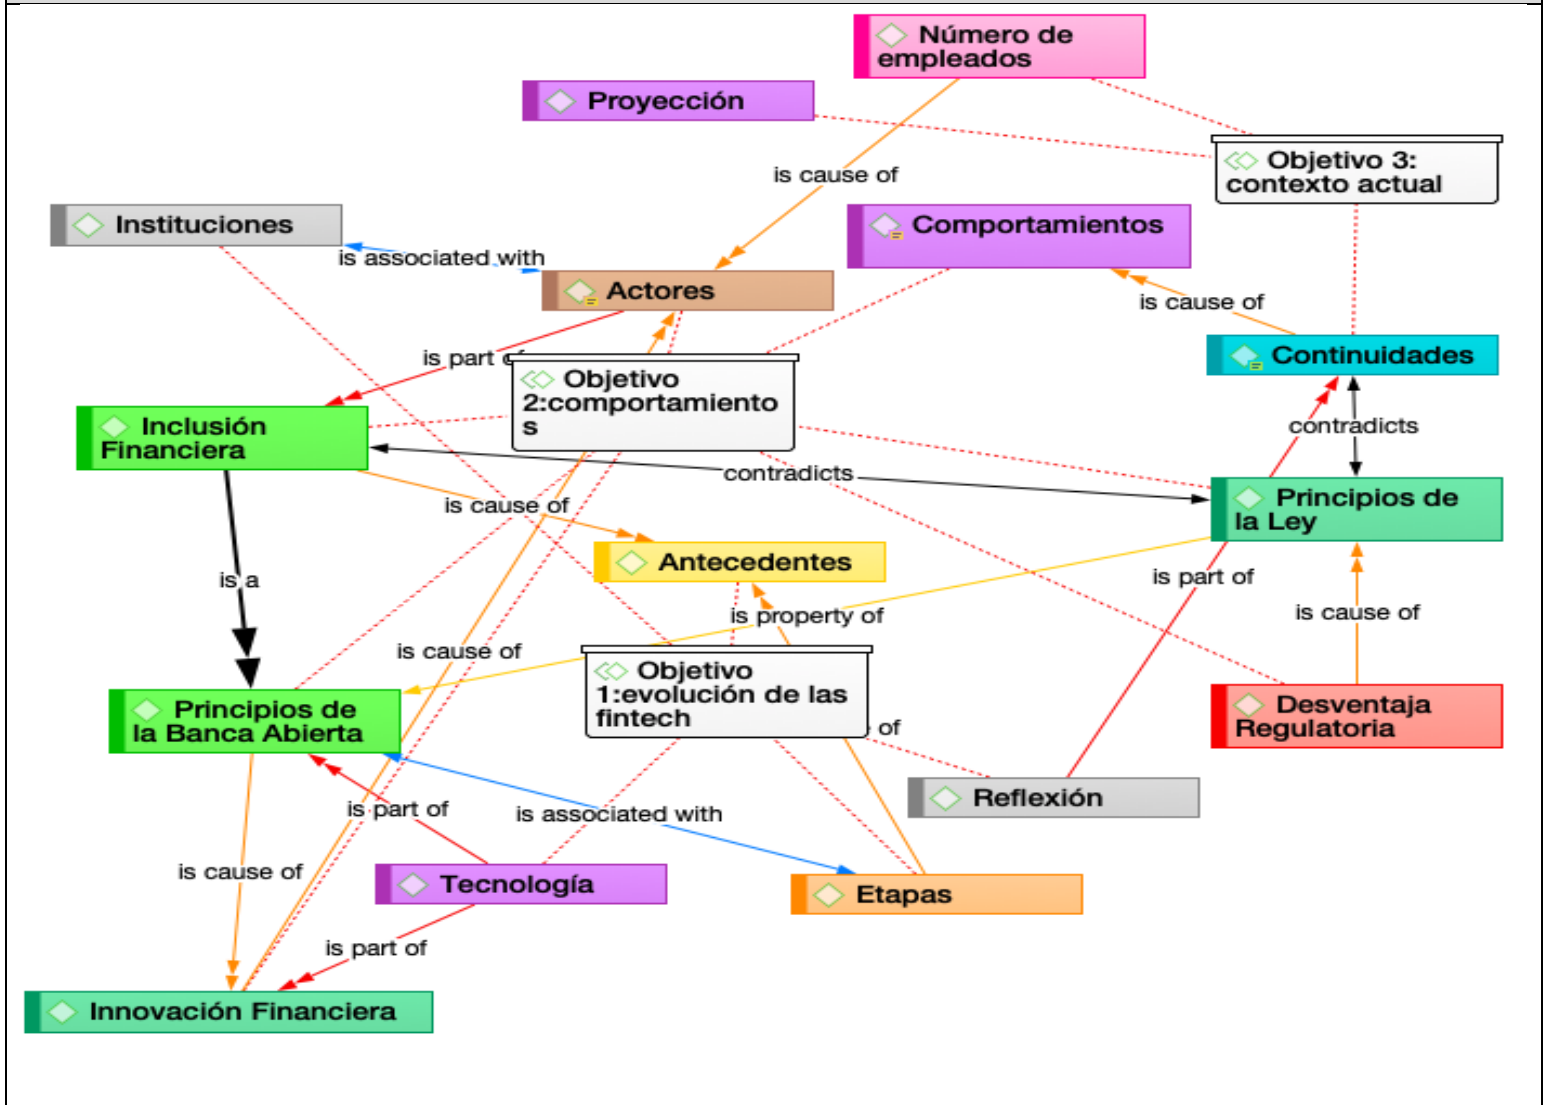 Número de
empleados
Proyección
Objetivo 3:
contexto actual
is cause of
Instituciones
Comportamientos
is associated with
Actores
is cause of
is part of
Objetivo
2:comportamiento
s
Continuidades
Inclusión
Financiera
contradicts
contradicts
is cause of
Principios de
la Ley
Antecedentes
is a
is part of
is property of
is cause of
is cause of
Objetivo
1:evolución de las
fintech
Principios de
la Banca Abierta
Desventaja
Regulatoria
of
Reflexión
is part of
is associated with
is cause of
Tecnología
Etapas
is part of
Innovación Financiera